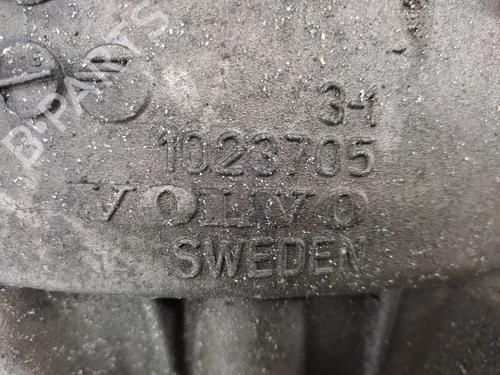 B-PARTS
3-1
1023705
VOLVO
SWEDEN